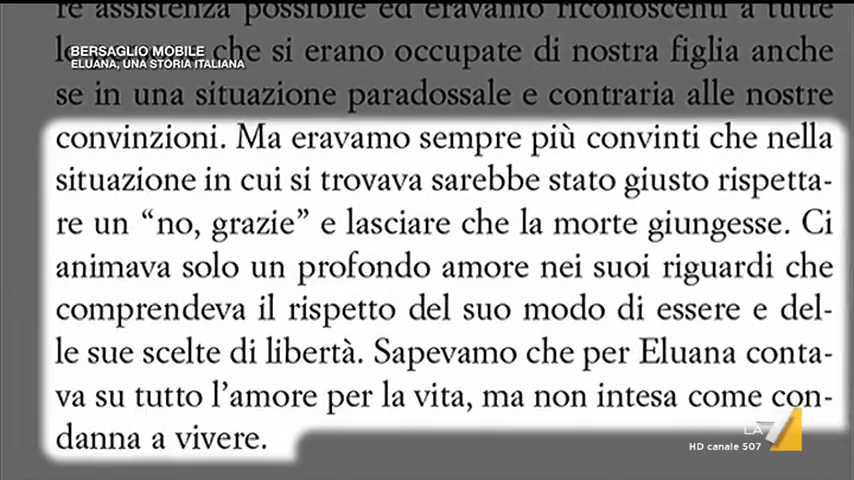 re assistenza possibile ed eravamo riconoscenti a tutte
BERSAGLIO MOBILE
ELUANA, UNA STORIA ITALIANA
che si erano occupate di nostra figlia anche
se in una situazione paradossale e contraria alle nostre
convinzioni. Ma eravamo sempre più convinti che nella
situazione in cui si trovava sarebbe stato giusto rispetta-
re un “no, grazie” e lasciare che la morte giungesse. Ci
animava solo un profondo amore nei suoi riguardi che
comprendeva il rispetto del suo modo di essere e del-
le sue scelte di libertà. Sapevamo che per Eluana conta-
va su tutto l’amore per la vita, ma non intesa come con-
danna a vivere.
LA7
HD canale 507